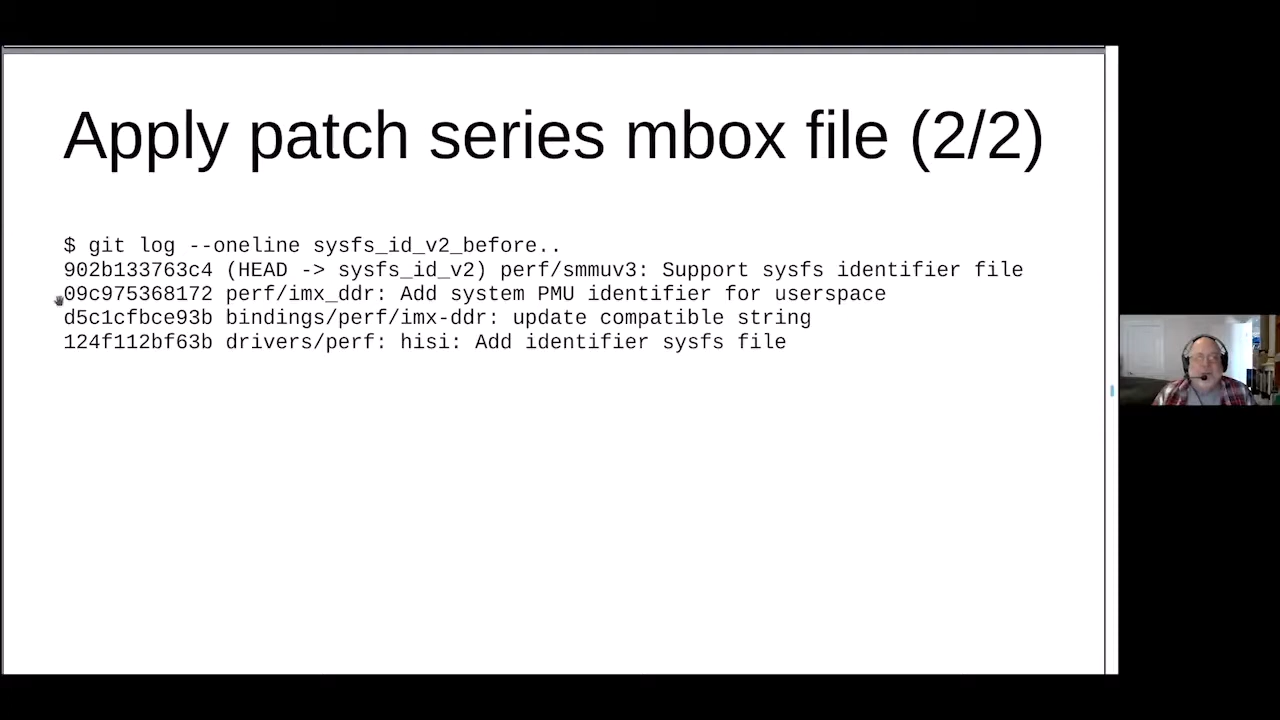 Apply patch series mbox file (2/2)
$ git log --oneline sysfs_id_v2_before..
902b133763c4 (HEAD -> sysfs_id_v2) perf/smmuv3: Support sysfs identifier file
09c975368172 perf/imx_ddr: Add system PMU identifier for userspace
d5c1cfbce93b bindings/perf/imx-ddr: update compatible string
124f112bf63b drivers/perf: hisi: Add identifier sysfs file